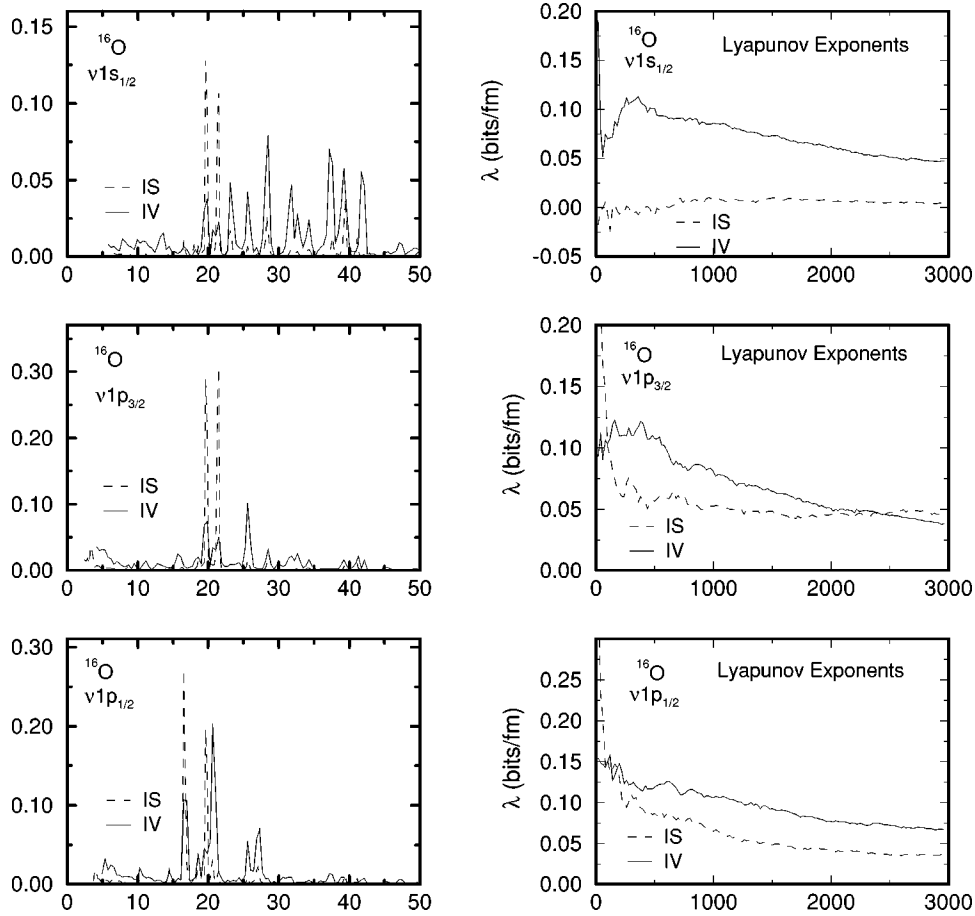 0.15
0.10
0.05
0.00
¹⁶O
ν1s₁/₂
IS
IV
0 10 20 30 40 50
λ (bits/fm)
0.20
0.15
0.10
0.05
0.00
-0.05
¹⁶O
ν1s₁/₂
Lyapunov Exponents
IS
IV
0 1000 2000 3000
0.30
0.20
0.10
0.00
¹⁶O
ν1p₃/₂
IS
IV
0 10 20 30 40 50
λ (bits/fm)
0.20
0.15
0.10
0.05
0.00
¹⁶O
ν1p₃/₂
Lyapunov Exponents
IS
IV
0 1000 2000 3000
0.30
0.20
0.10
0.00
¹⁶O
ν1p₁/₂
IS
IV
0 10 20 30 40 50
λ (bits/fm)
0.25
0.20
0.15
0.10
0.05
0.00
¹⁶O
ν1p₁/₂
Lyapunov Exponents
IS
IV
0 1000 2000 3000